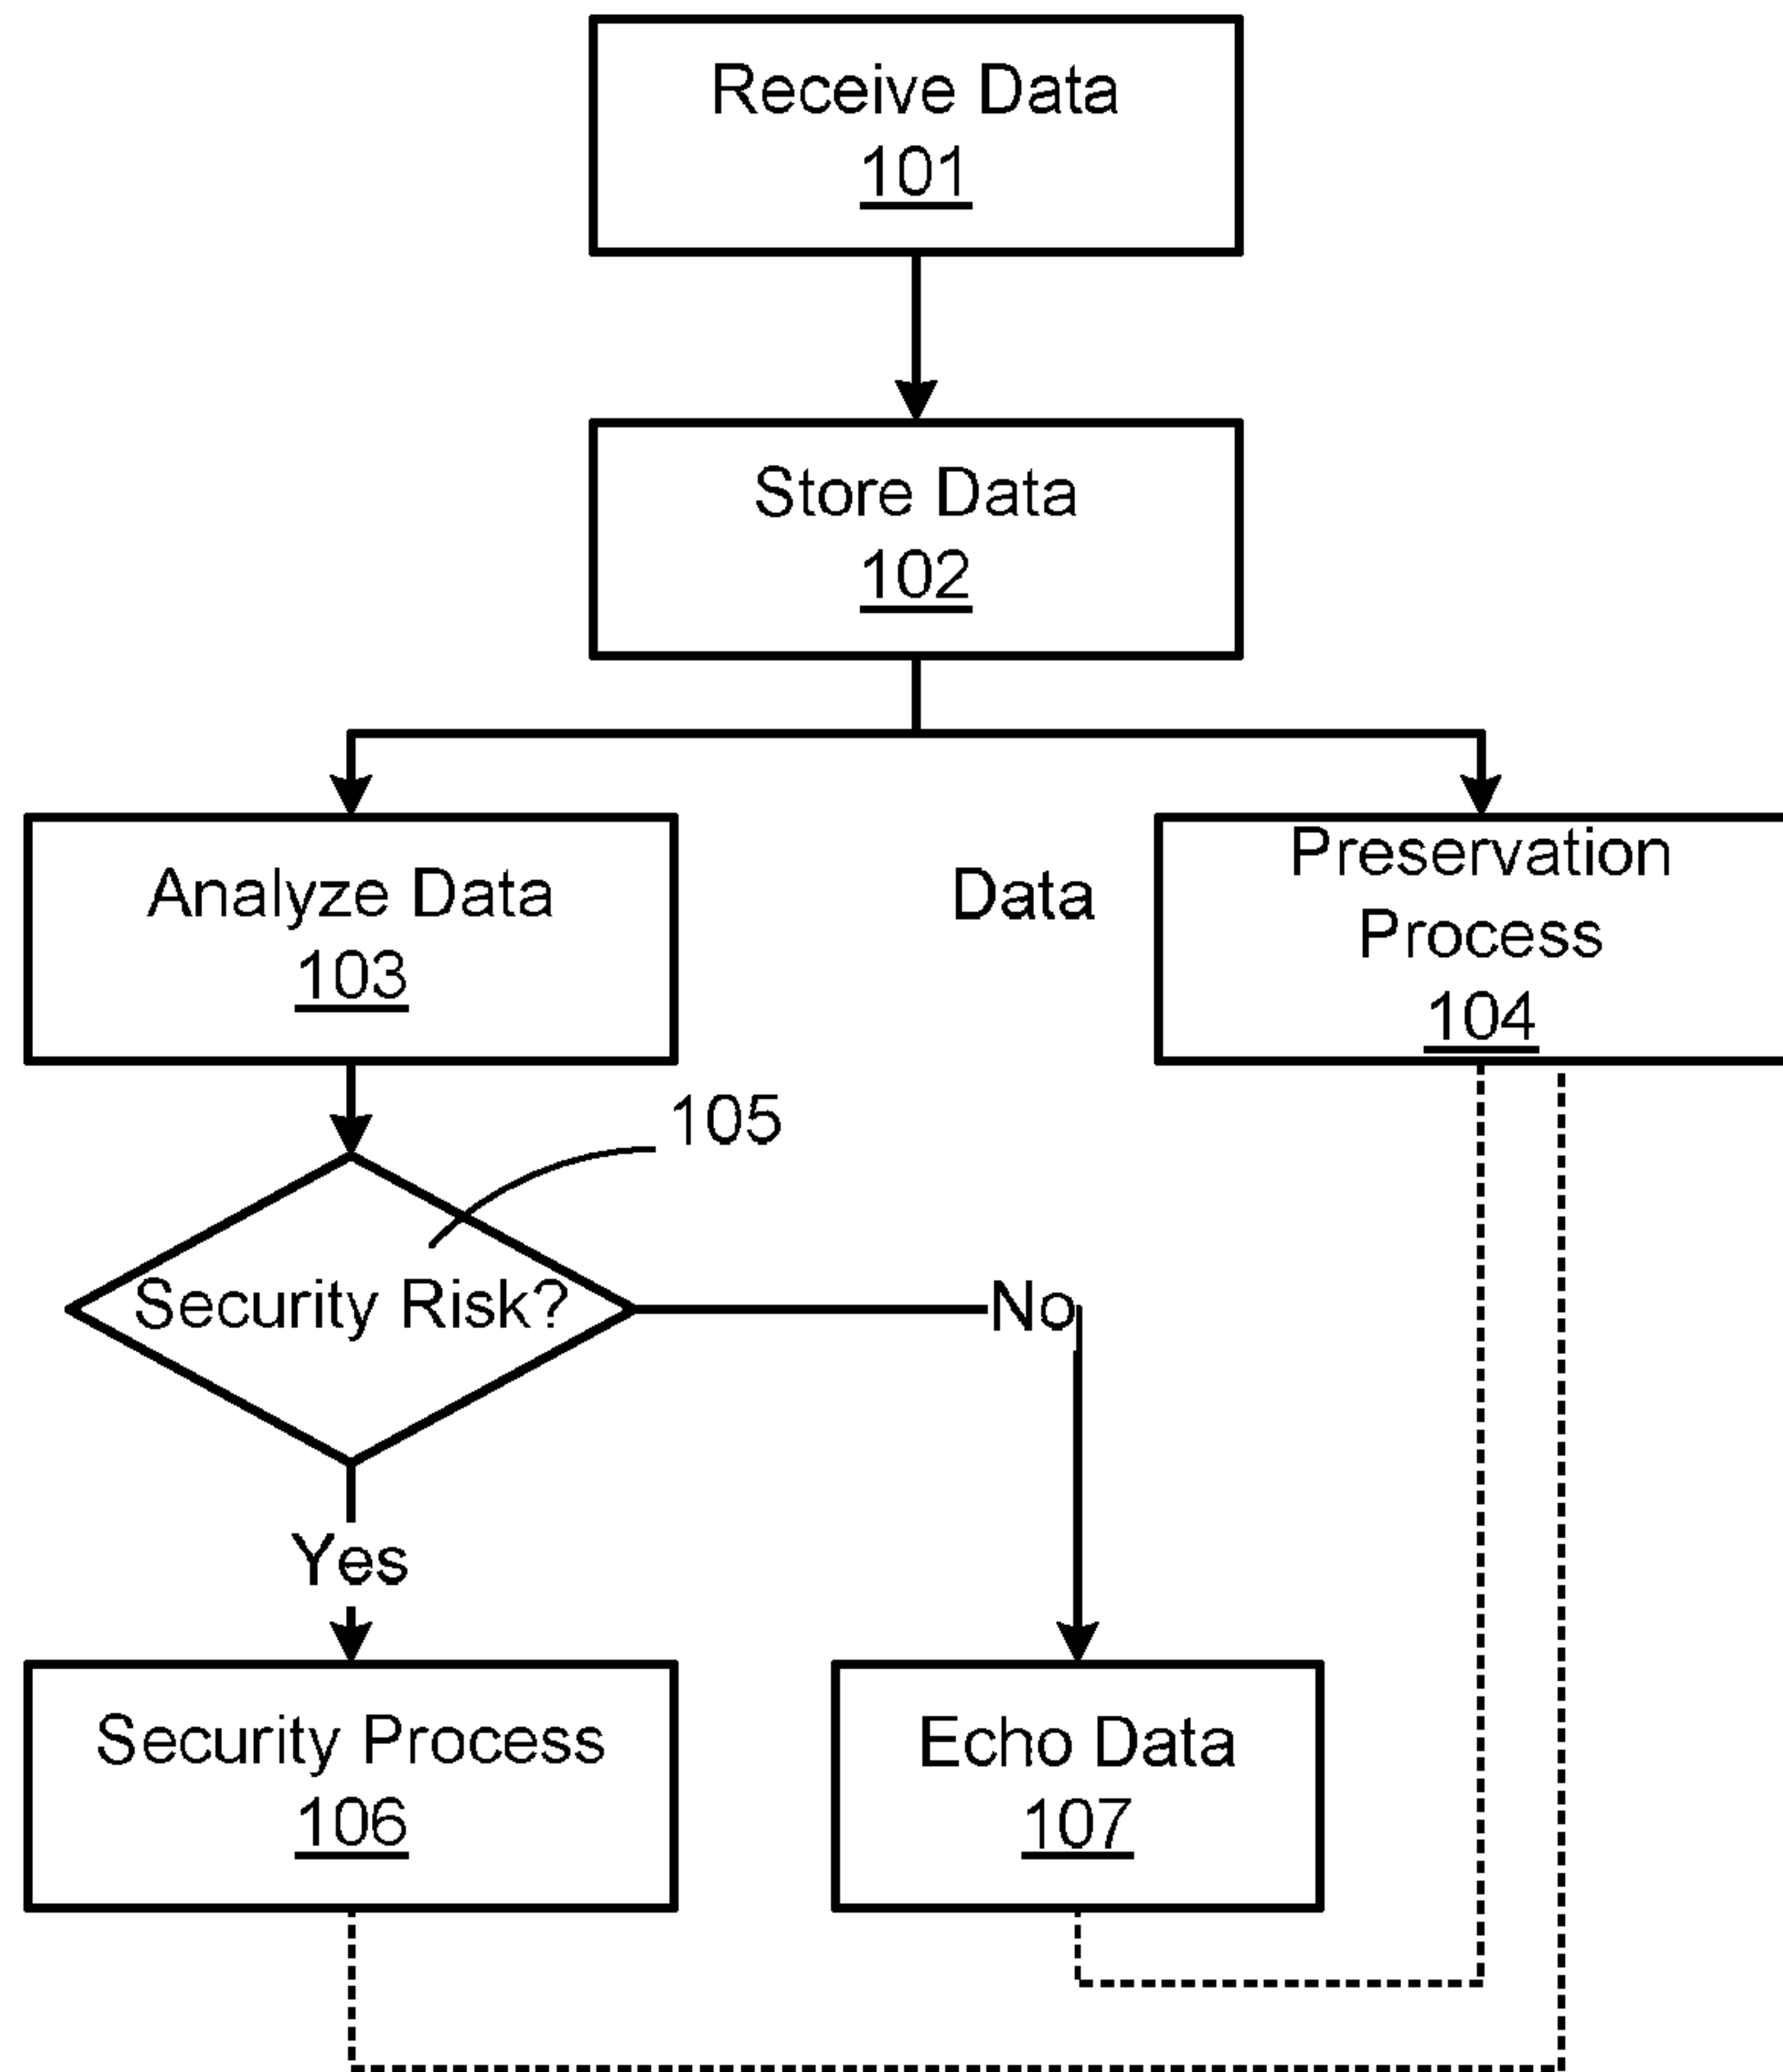 Receive Data
101
Store Data
102
Analyze Data
103
Data
Preservation
Process
104
105
Security Risk?
No
Yes
Security Process
106
Echo Data
107